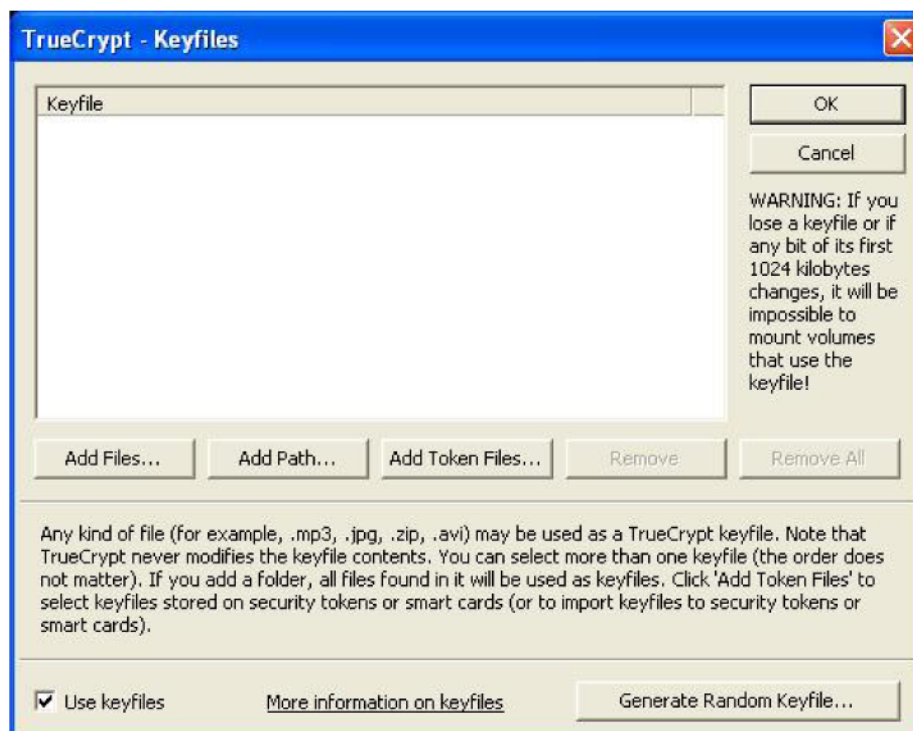 TrueCrypt - Keyfiles
Keyfile
OK
Cancel
WARNING: If you
lose a keyfile or if
any bit of its first
1024 kilobytes
changes, it will be
impossible to
mount volumes
that use the
keyfile!
Add Files... Add Path... Add Token Files... Remove Remove All
Any kind of file (for example, .mp3, .jpg, .zip, .avi) may be used as a TrueCrypt keyfile. Note that
TrueCrypt never modifies the keyfile contents. You can select more than one keyfile (the order does
not matter). If you add a folder, all files found in it will be used as keyfiles. Click 'Add Token Files' to
select keyfiles stored on security tokens or smart cards (or to import keyfiles to security tokens or
smart cards).
Use keyfiles More information on keyfiles Generate Random Keyfile...